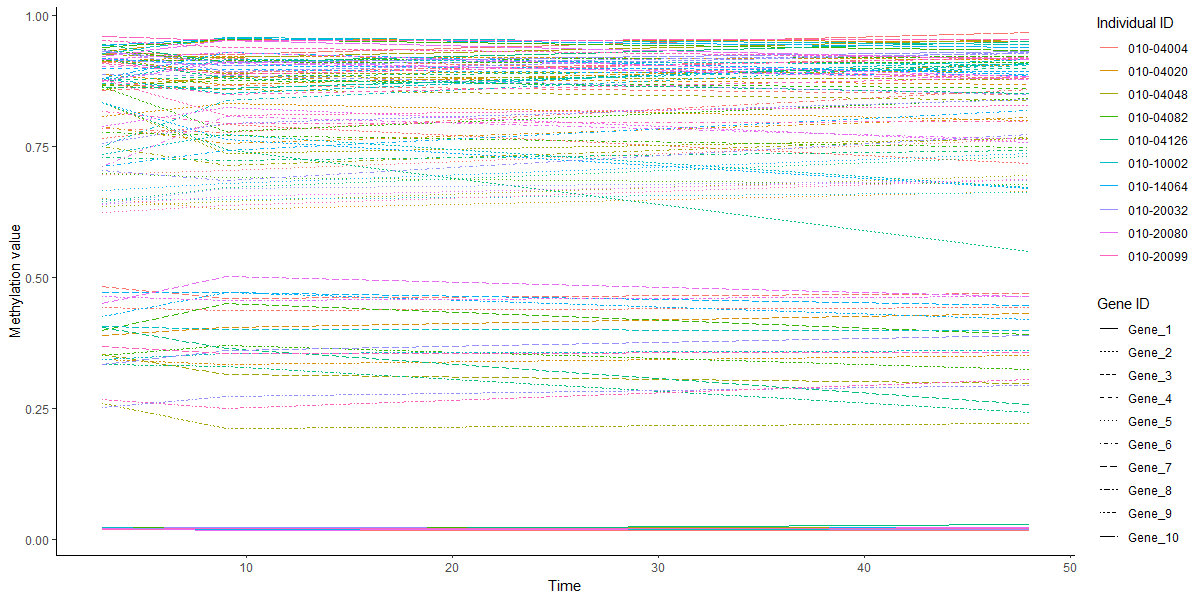 1.00
0.75
0.50
0.25
0.00
Methylation value
10
20
30
40
50
Time
Individual ID
010-04004
010-04020
010-04048
010-04082
010-04126
010-10002
010-14064
010-20032
010-20080
010-20099
Gene ID
Gene_1
Gene_2
Gene_3
Gene_4
Gene_5
Gene_6
Gene_7
Gene_8
Gene_9
Gene_10